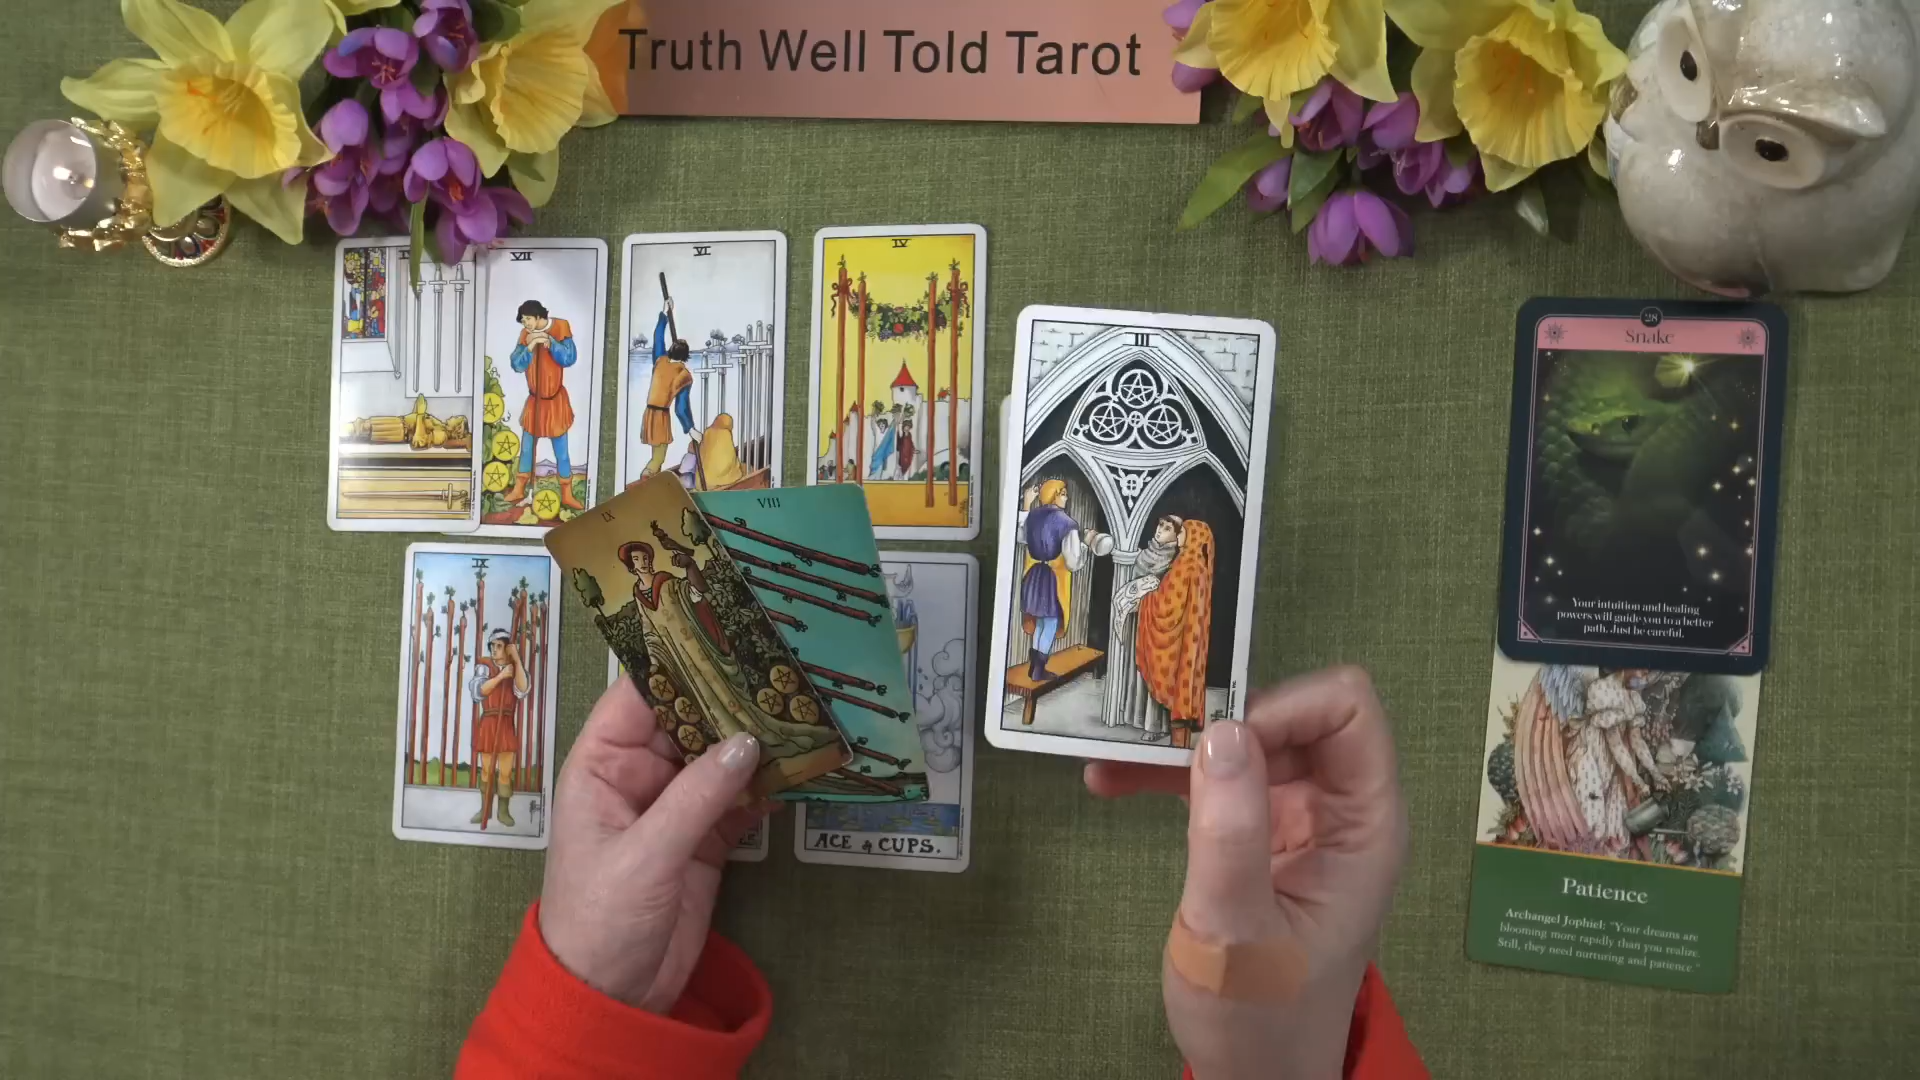 Truth Well Told Tarot
VII
VI
IV
III
28
Snake
Your intuition and healing
powers will guide you to a better
path. Just be careful.
IX
VIII
IX
ACE of CUPS.
Patience
Archangel Jophiel: "Your dreams are
blooming more rapidly than you realize.
Still, they need nurturing and patience."